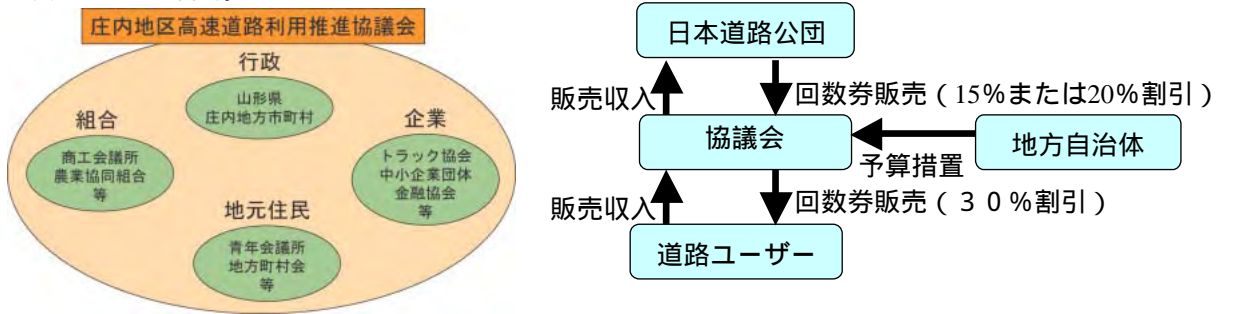 庄内地区高速道路利用推進協議会
行政
山形県
庄内地方市町村
組合
商工会議所
農業協同組合
等
企業
トラック協会
中小企業団体
金融協会
等
地元住民
青年会議所
地方町村会
等
日本道路公団
販売収入
回数券販売(15%または20%割引)
協議会
地方自治体
予算措置
販売収入
回数券販売(30%割引)
道路ユーザー